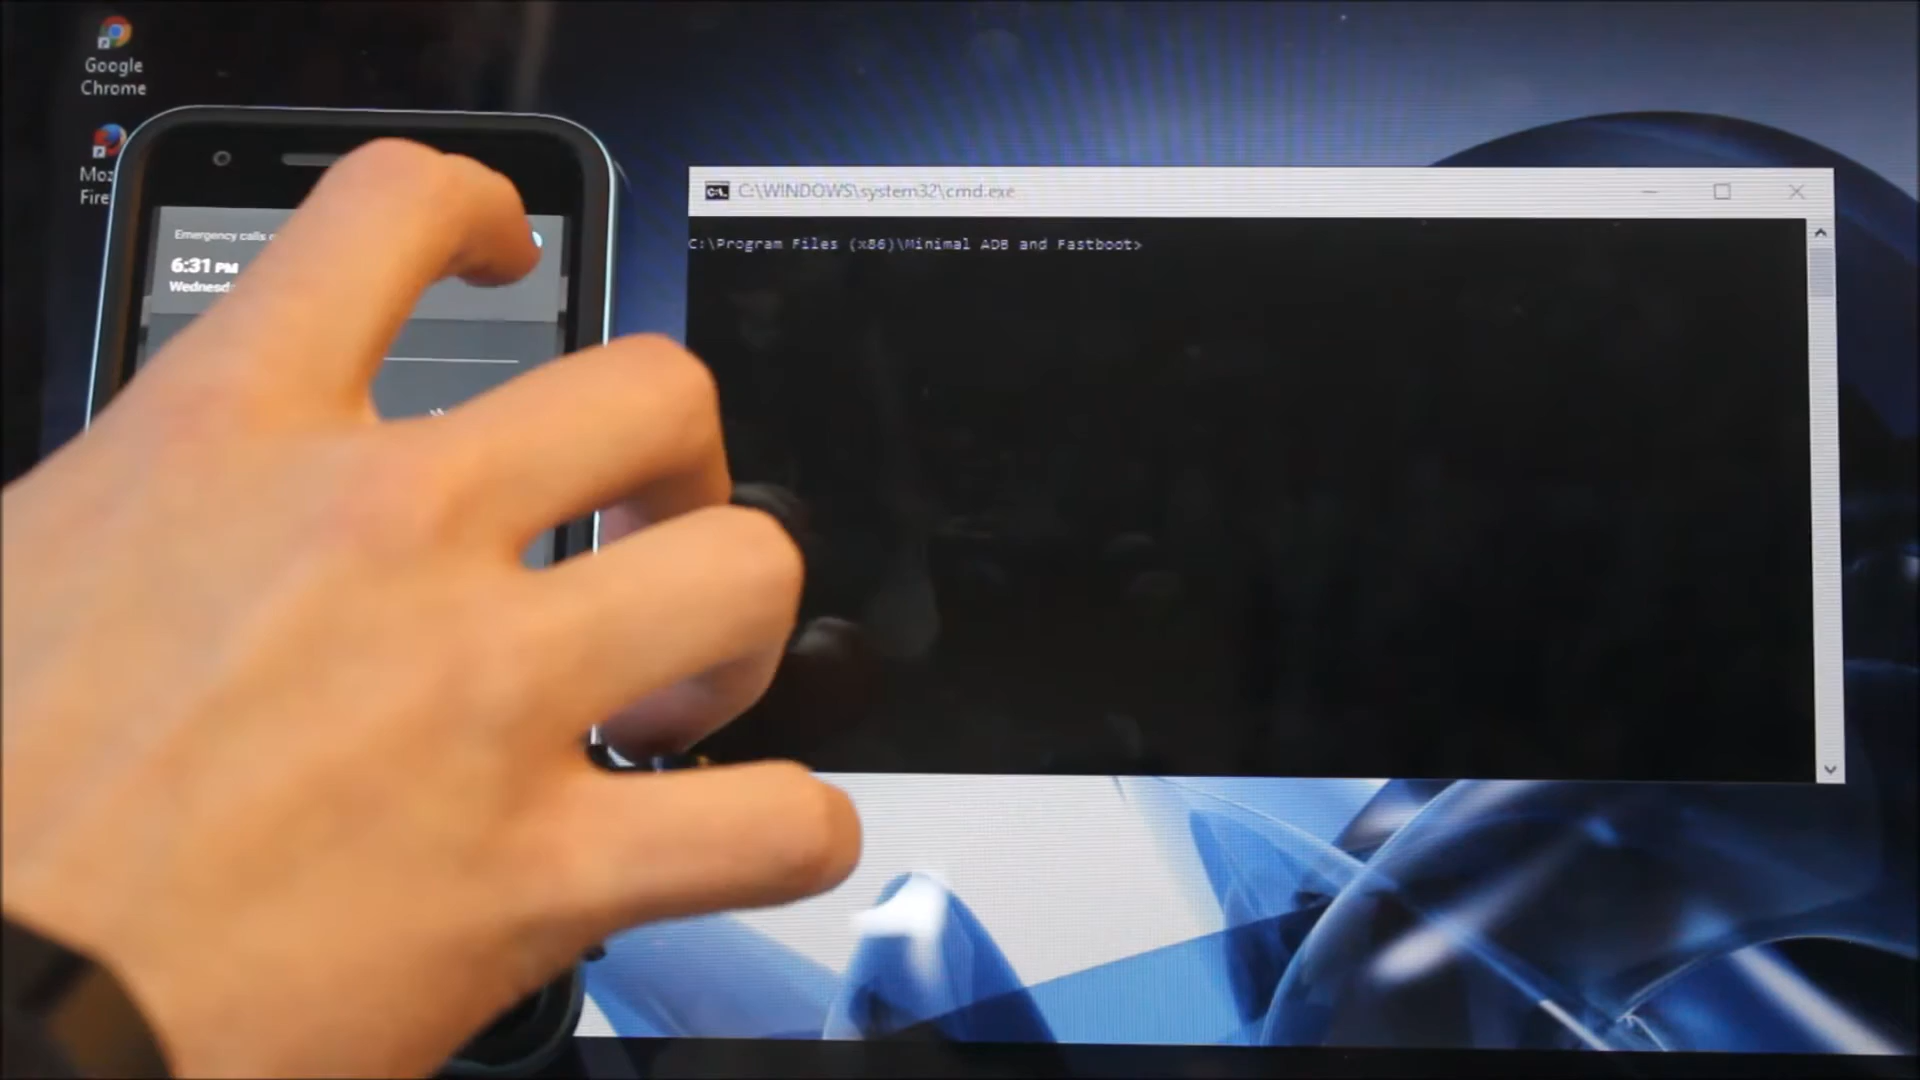 Google
Chrome
Emergency calls
6:31 PM
C:\WINDOWS\system32\cmd.exe
C:\Program Files (x86)\Minimal ADB and Fastboot>